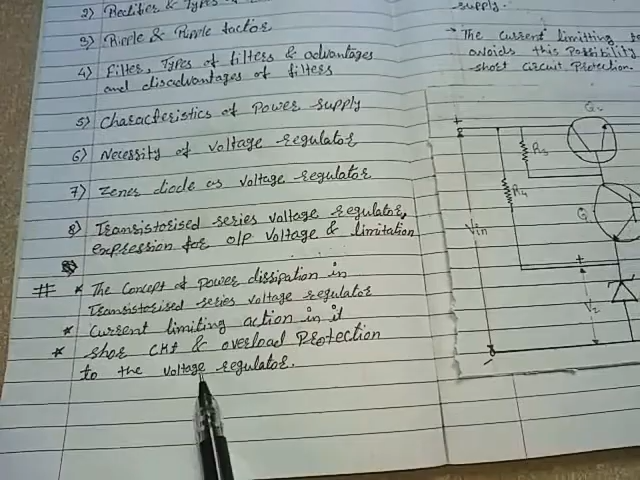 2) Rectifier & Types of
3) Ripple & Ripple factor
4) Filter, Types of filters & advantages
and disadvantages of filters
5) Characteristics of Power supply
6) Necessity of voltage regulator
7) Zener diode as voltage regulator
8) Transistorised series voltage regulator,
expression for o/p voltage & limitation
# * The concept of Power dissipation in
Transistorised series voltage regulator
* Current limiting action in it
* Shor CKt & overload Protection
to the voltage regulator.
supply.
→ The current limitting
avoids this Possibility
short circuit Protection.
+
R3
R4
Vin
+
VZ
-